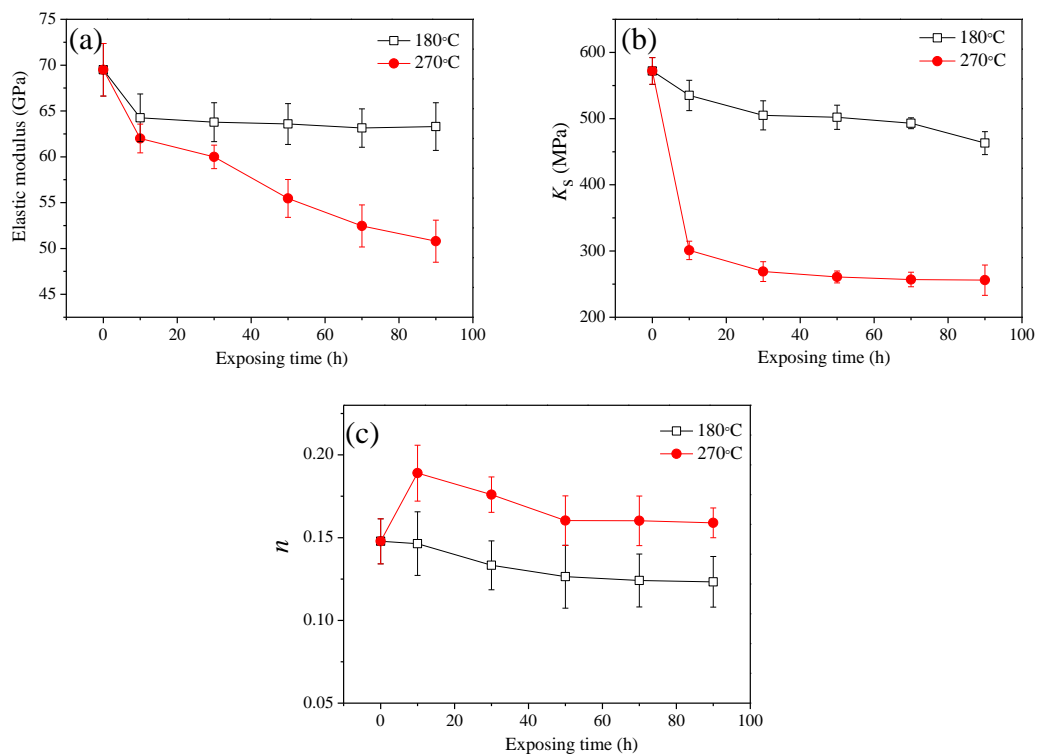 (a)
180°C
270°C
Elastic modulus (GPa)
75
70
65
60
55
50
45
0 20 40 60 80 100
Exposing time (h)
(b)
180°C
270°C
Ks (MPa)
600
500
400
300
200
0 20 40 60 80 100
Exposing time (h)
(c)
180°C
270°C
n
0.20
0.15
0.10
0.05
0 20 40 60 80 100
Exposing time (h)